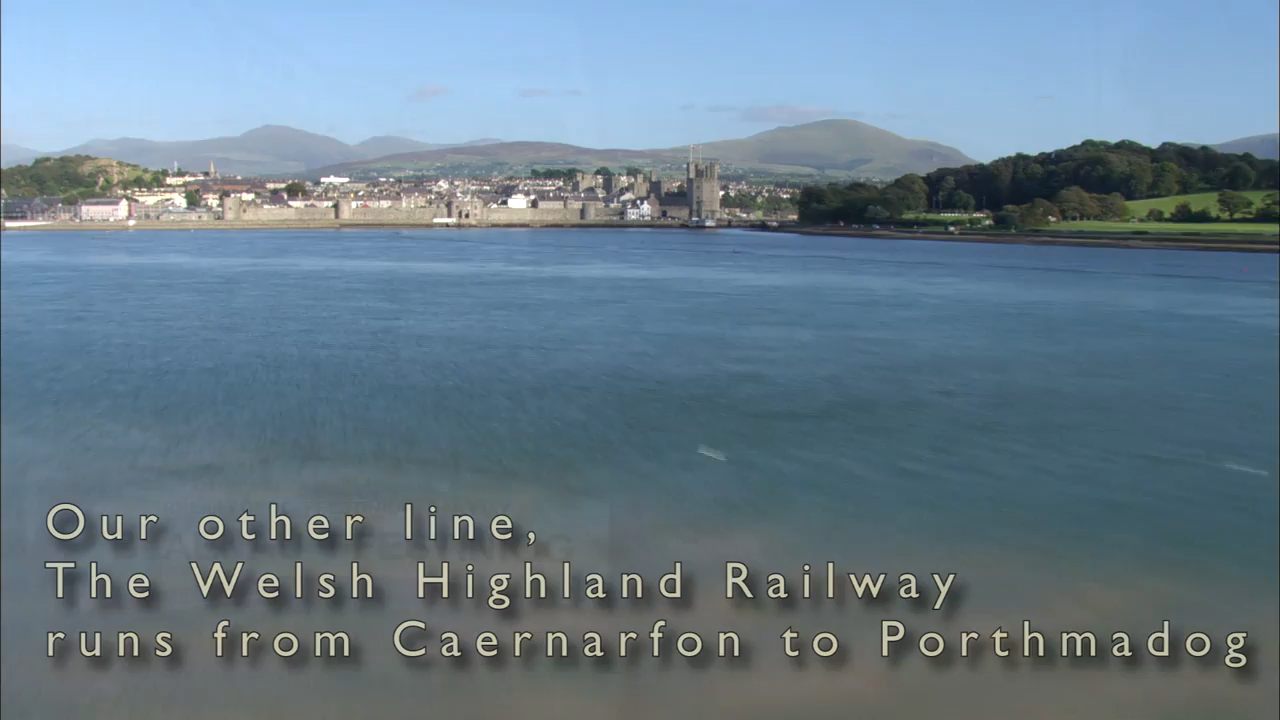 Our other line,
The Welsh Highland Railway
runs from Caernarfon to Porthmadog